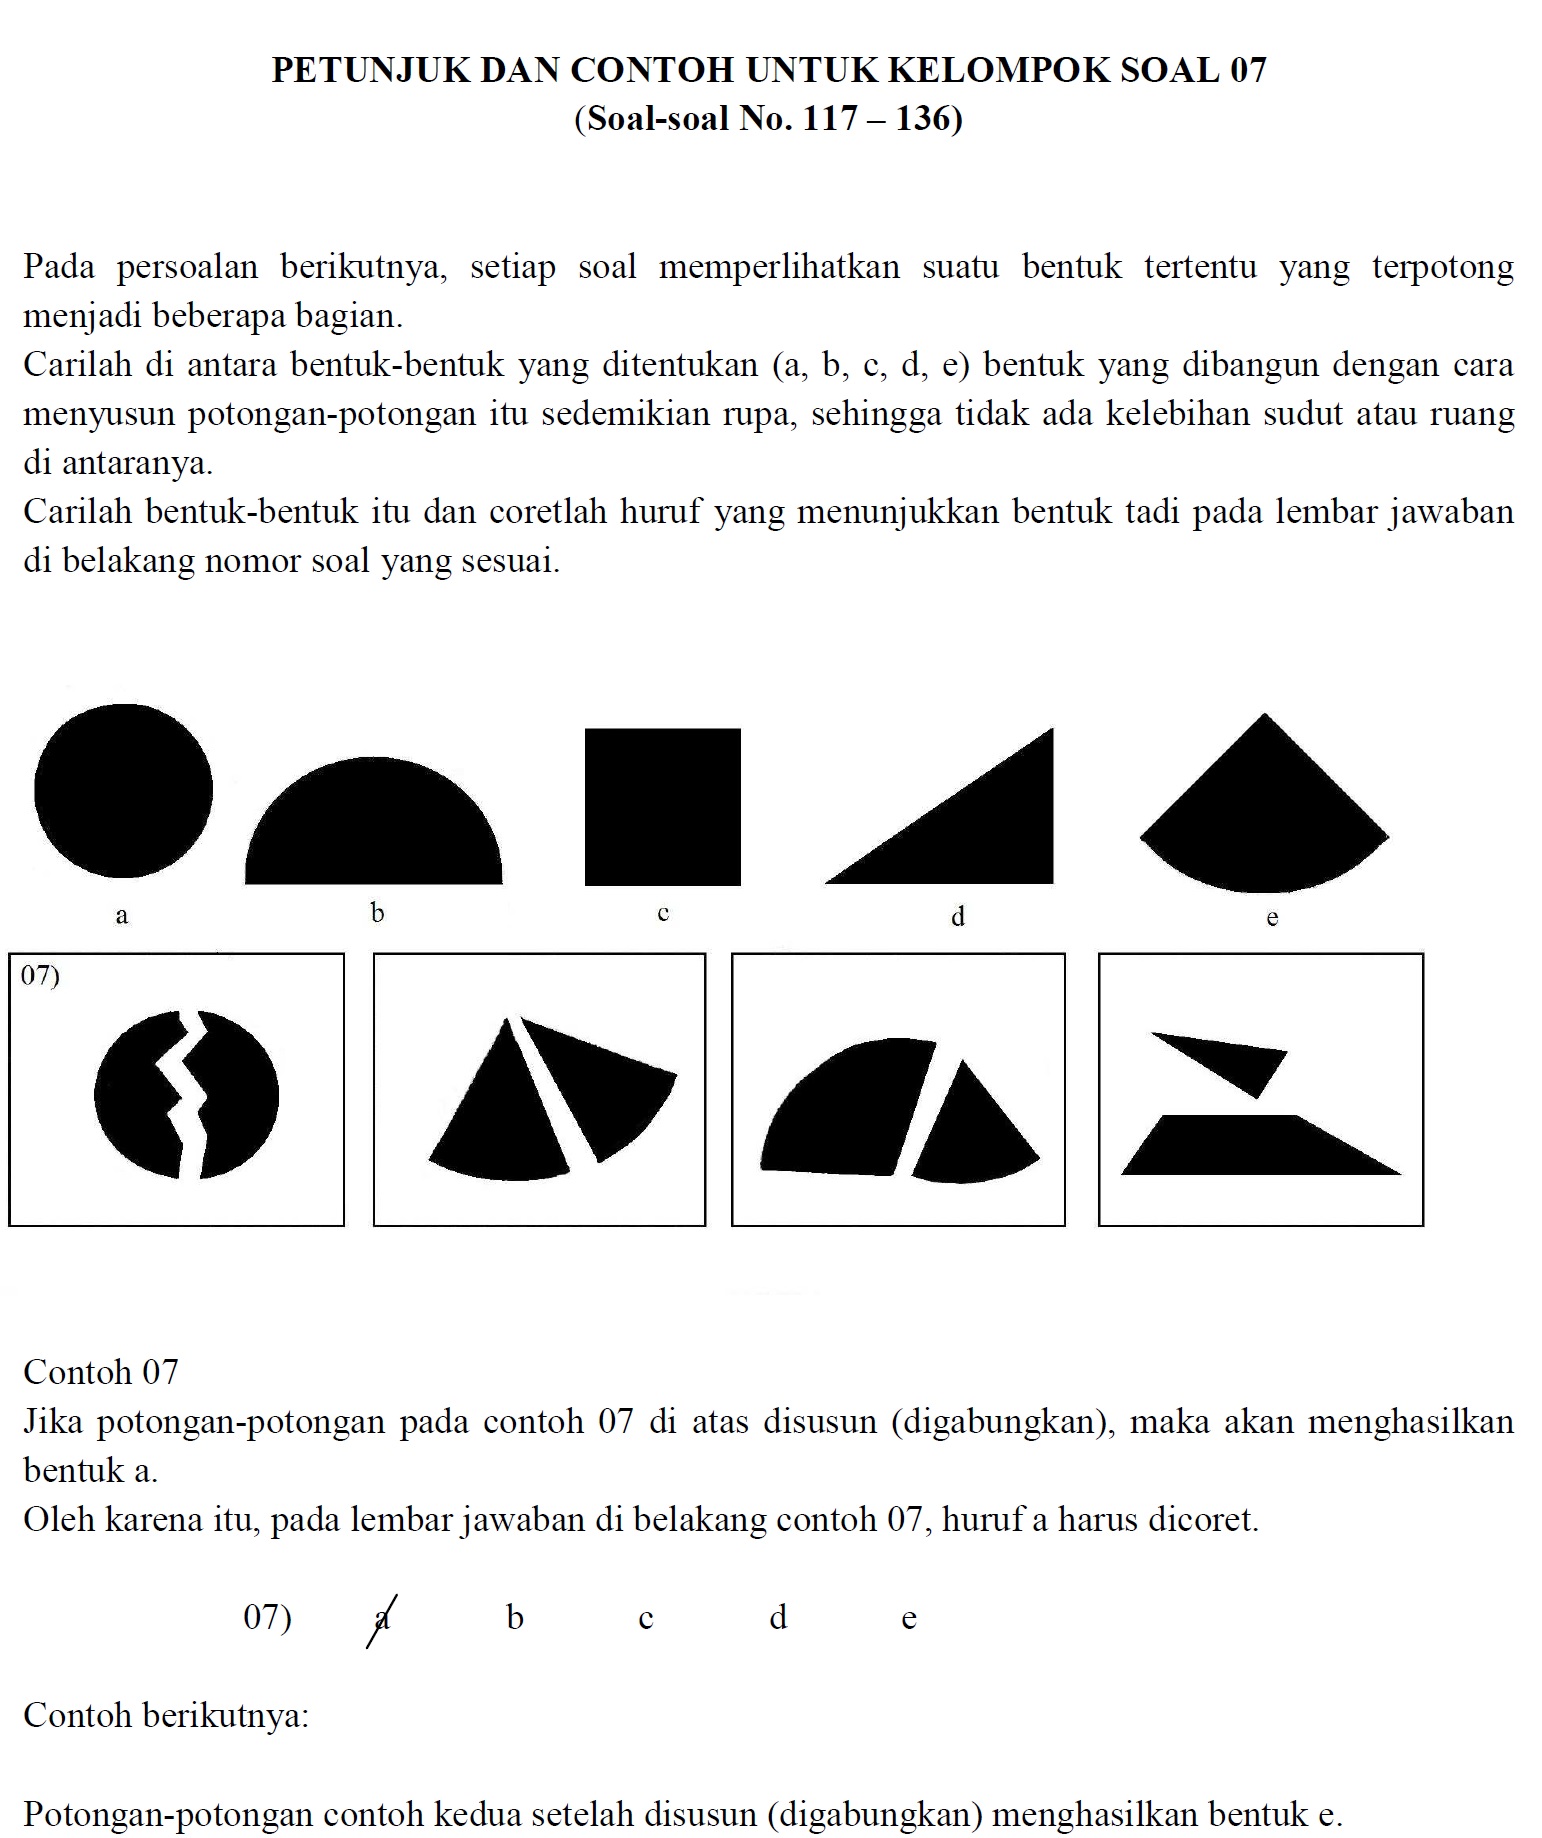 PETUNJUK DAN CONTOH UNTUK KELOMPOK SOAL 07
(Soal-soal No. 117 – 136)
Pada persoalan berikutnya, setiap soal memperlihatkan suatu bentuk tertentu yang terpotong
menjadi beberapa bagian.
Carilah di antara bentuk-bentuk yang ditentukan (a, b, c, d, e) bentuk yang dibangun dengan cara
menyusun potongan-potongan itu sedemikian rupa, sehingga tidak ada kelebihan sudut atau ruang
di antaranya.
Carilah bentuk-bentuk itu dan coretlah huruf yang menunjukkan bentuk tadi pada lembar jawaban
di belakang nomor soal yang sesuai.
a b c d e
07)
Contoh 07
Jika potongan-potongan pada contoh 07 di atas disusun (digabungkan), maka akan menghasilkan
bentuk a.
Oleh karena itu, pada lembar jawaban di belakang contoh 07, huruf a harus dicoret.
07) a b c d e
Contoh berikutnya:
Potongan-potongan contoh kedua setelah disusun (digabungkan) menghasilkan bentuk e.